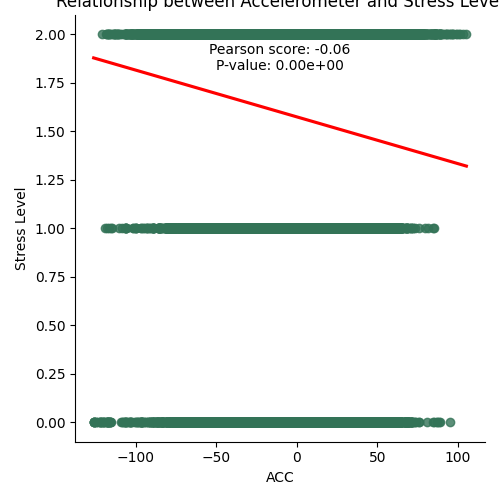 Relationship between Accelerometer and Stress Leve
Pearson score: -0.06
P-value: 0.00e+00
2.00
1.75
1.50
1.25
1.00
0.75
0.50
0.25
0.00
Stress Level
−100
−50
0
50
100
ACC